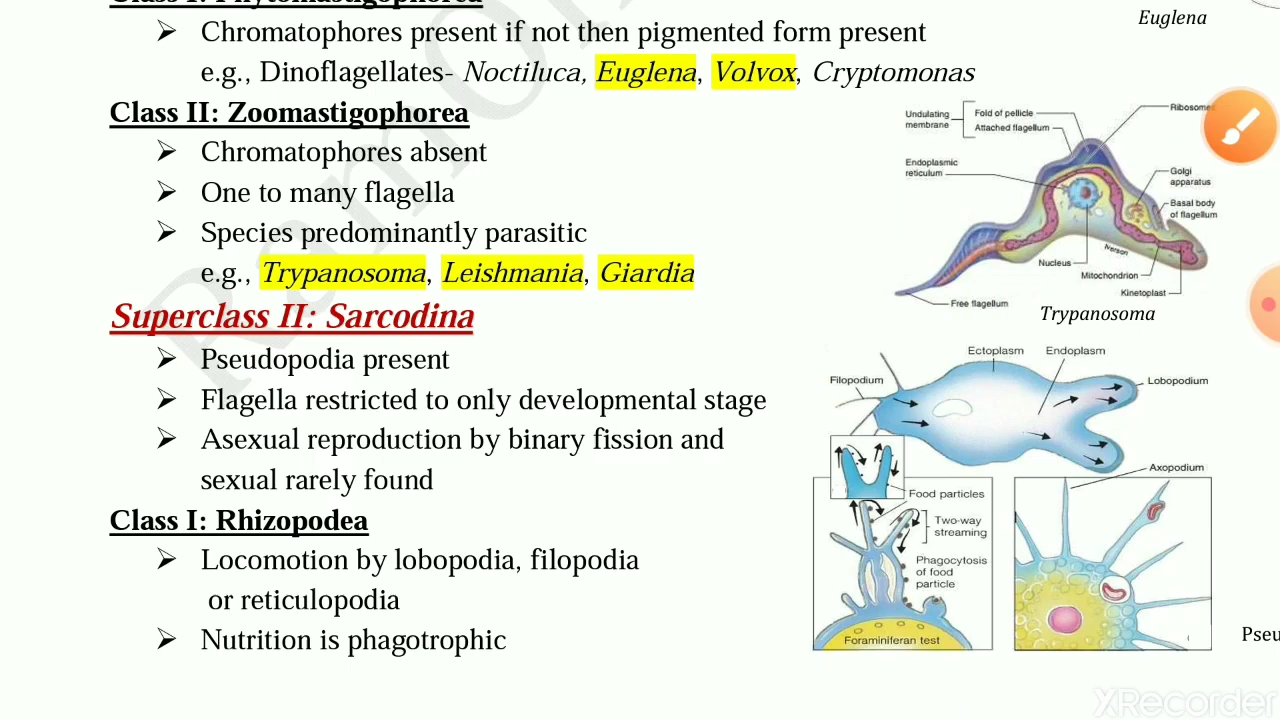 Class I: Phytomastigophorea
Chromatophores present if not then pigmented form present
e.g., Dinoflagellates- Noctiluca, Euglena, Volvox, Cryptomonas
Class II: Zoomastigophorea
Chromatophores absent
One to many flagella
Species predominantly parasitic
e.g., Trypanosoma, Leishmania, Giardia
Superclass II: Sarcodina
Pseudopodia present
Flagella restricted to only developmental stage
Asexual reproduction by binary fission and
sexual rarely found
Class I: Rhizopodea
Locomotion by lobopodia, filopodia
or reticulopodia
Nutrition is phagotrophic
Euglena
Undulating
membrane
Fold of pellicle
Attached flagellum
Ribosomes
Endoplasmic
reticulum
Golgi
apparatus
Basal body
of flagellum
Nucleus
Mitochondrion
Kinetoplast
Free flagellum
Trypanosoma
Ectoplasm
Endoplasm
Filopodium
Lobopodium
Axopodium
Food particles
Two-way
streaming
Phagocytosis
of food
particle
Foraminiferan test
Pseu
XRecorder